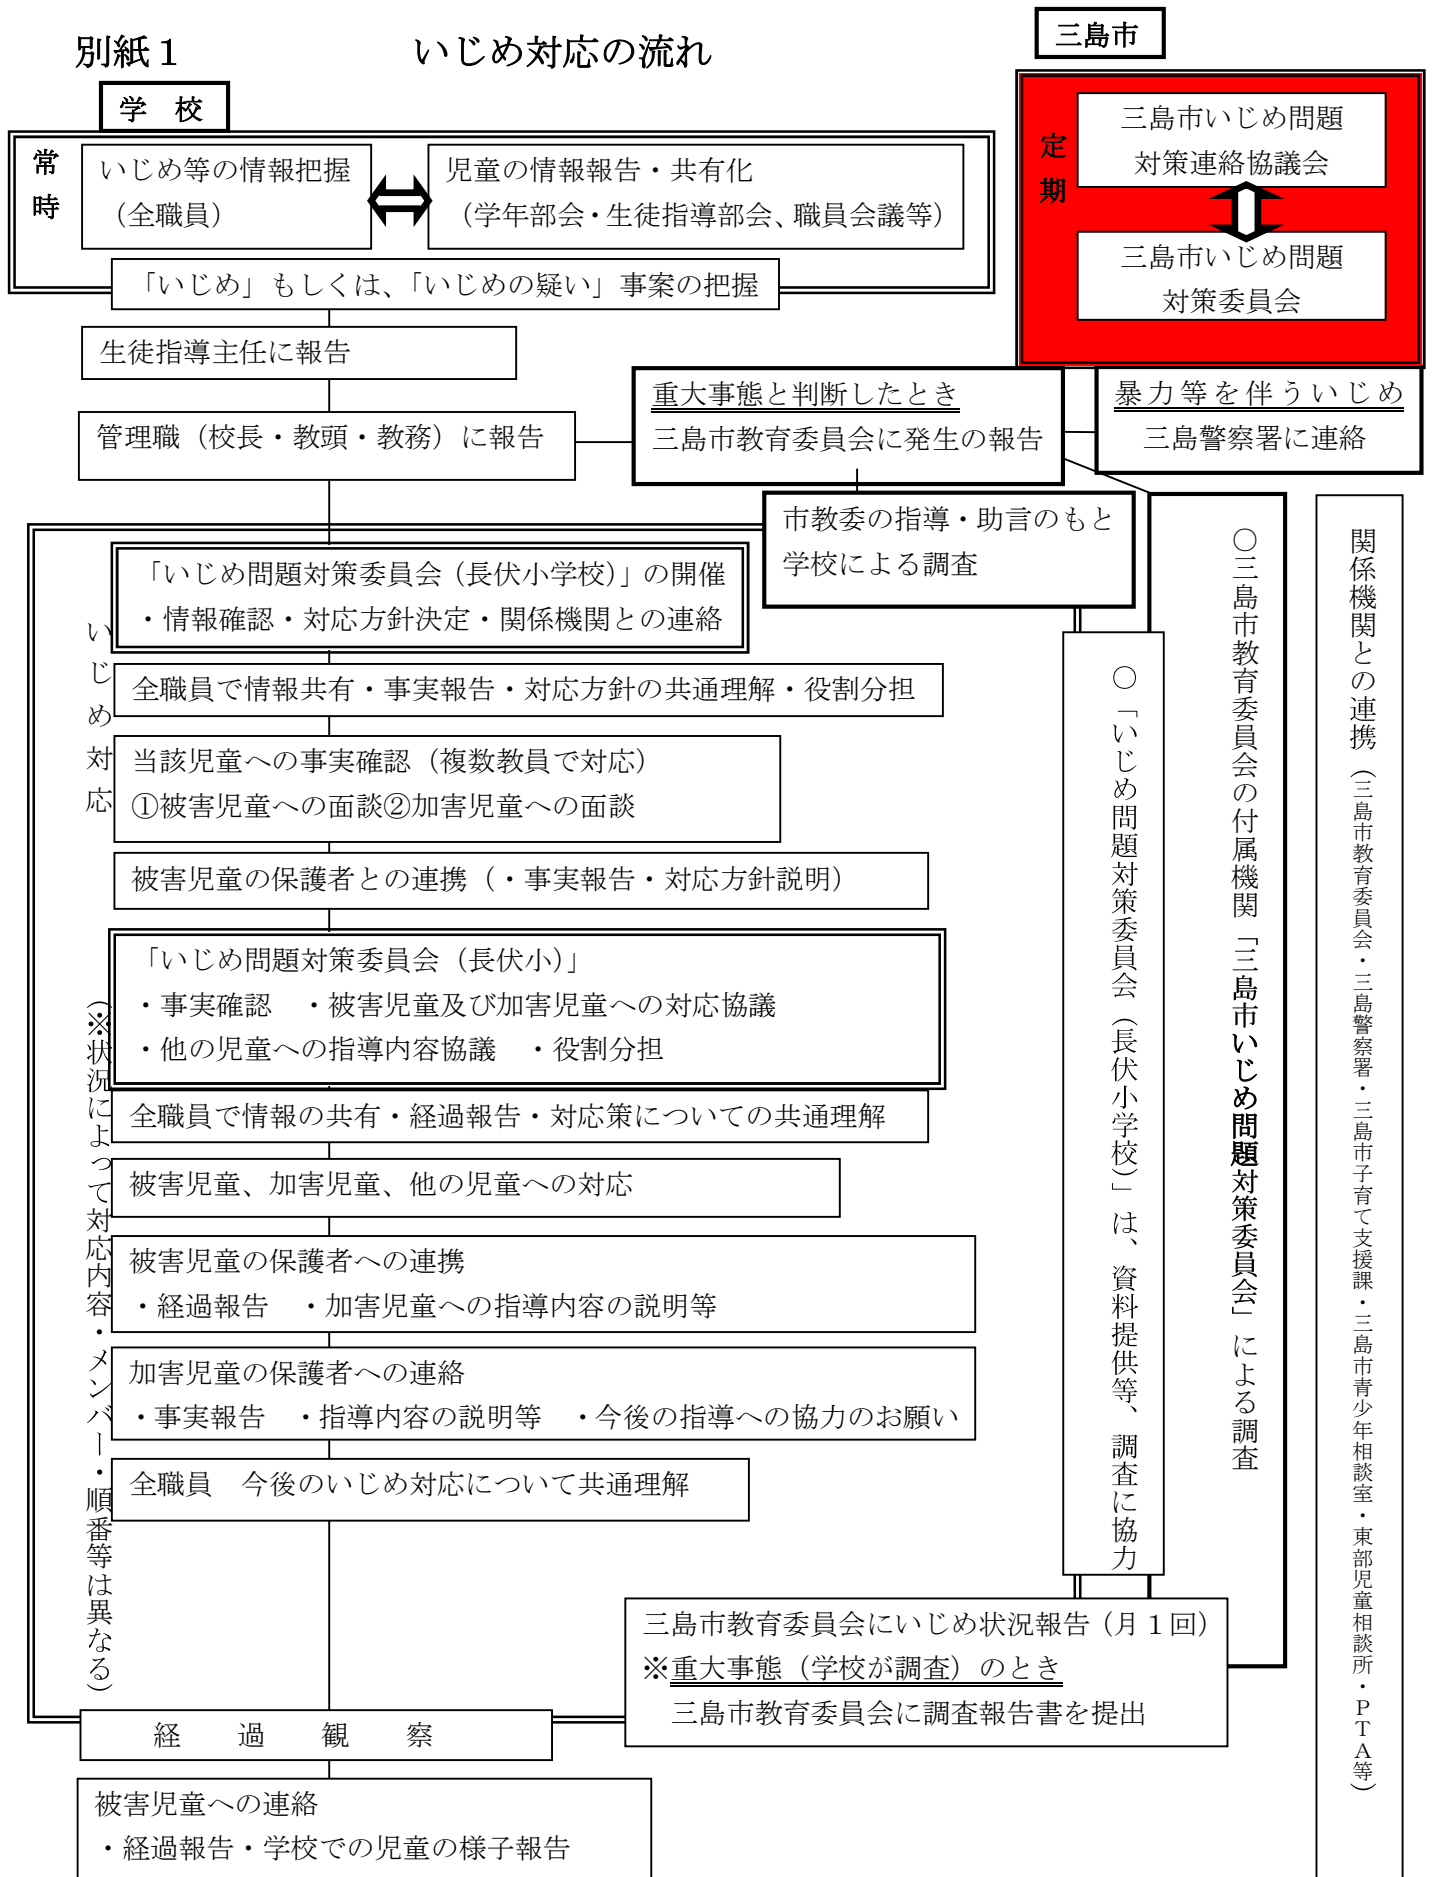 別紙１　いじめ対応の流れ
三島市
学　校
常時
いじめ等の情報把握
（全職員）
児童の情報報告・共有化
（学年部会・生徒指導部会、職員会議等）
「いじめ」もしくは、「いじめの疑い」事案の把握
定期
三島市いじめ問題
対策連絡協議会
三島市いじめ問題
対策委員会
生徒指導主任に報告
管理職（校長・教頭・教務）に報告
重大事態と判断したとき
三島市教育委員会に発生の報告
暴力等を伴ういじめ
三島警察署に連絡
市教委の指導・助言のもと
学校による調査
いじめ対応
（※状況によって対応内容・メンバー・順番等は異なる）
「いじめ問題対策委員会（長伏小学校）」の開催
・情報確認・対応方針決定・関係機関との連絡
全職員で情報共有・事実報告・対応方針の共通理解・役割分担
当該児童への事実確認（複数教員で対応）
①被害児童への面談②加害児童への面談
被害児童の保護者との連携（・事実報告・対応方針説明）
「いじめ問題対策委員会（長伏小）」
・事実確認　・被害児童及び加害児童への対応協議
・他の児童への指導内容協議　・役割分担
全職員で情報の共有・経過報告・対応策についての共通理解
被害児童、加害児童、他の児童への対応
被害児童の保護者への連携
・経過報告　・加害児童への指導内容の説明等
加害児童の保護者への連絡
・事実報告　・指導内容の説明等　・今後の指導への協力のお願い
全職員　今後のいじめ対応について共通理解
○「いじめ問題対策委員会（長伏小学校）」は、資料提供等、調査に協力
○三島市教育委員会の付属機関「三島市いじめ問題対策委員会」による調査
関係機関との連携（三島市教育委員会・三島警察署・三島市子育て支援課・三島市青少年相談室・東部児童相談所・ＰＴＡ等）
三島市教育委員会にいじめ状況報告（月１回）
※重大事態（学校が調査）のとき
三島市教育委員会に調査報告書を提出
経　過　観　察
被害児童への連絡
・経過報告・学校での児童の様子報告